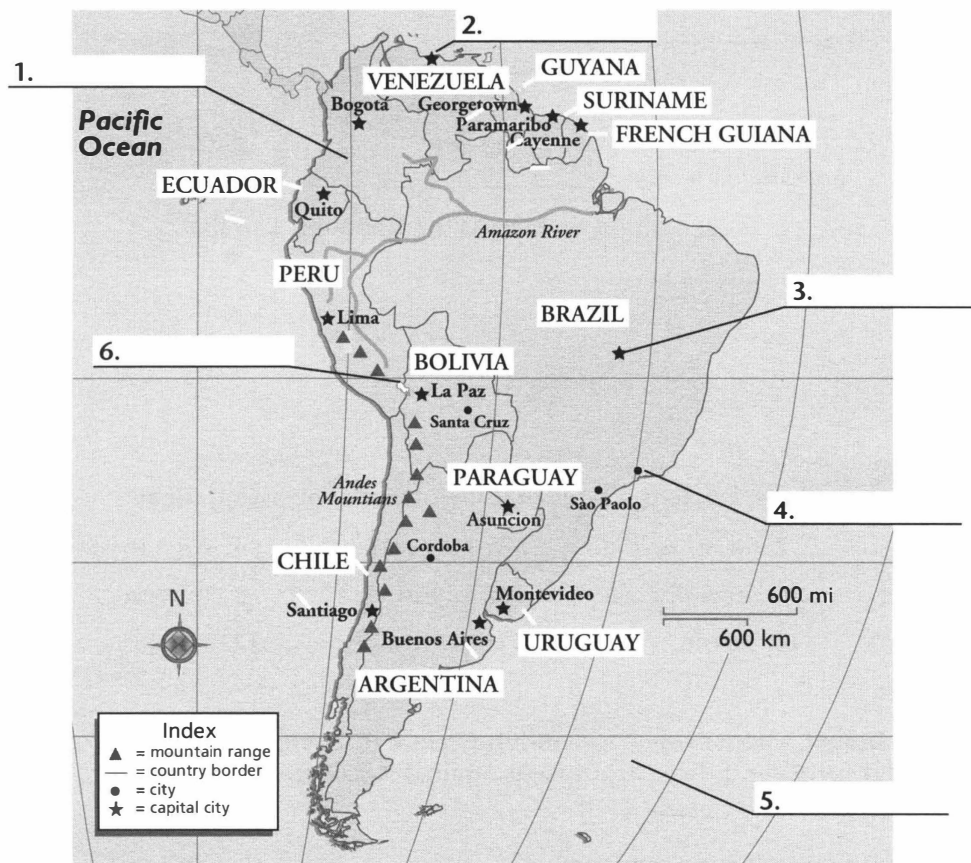 2.
1.
GUYANA
VENEZUELA
Bogotá
Georgetown
SURINAME
Pacific
Ocean
Paramaribo
Cayenne
FRENCH GUIANA
ECUADOR
Quito
Amazon River
PERU
3.
Lima
BRAZIL
6.
BOLIVIA
La Paz
Santa Cruz
PARAGUAY
Andes
Mountians
Sào Paolo
4.
Asuncion
Cordoba
CHILE
Montevideo
600 mi
N
Santiago
Buenos Aires
URUGUAY
600 km
ARGENTINA
Index
= mountain range
= country border
= city
= capital city
5.